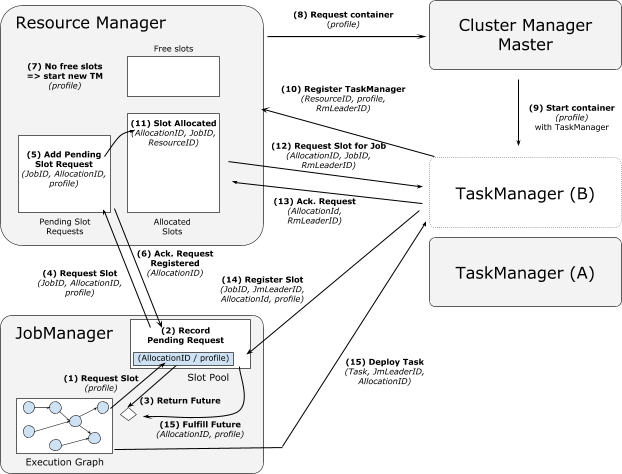 Resource Manager
Free slots
(7) No free slots
=> start new TM
(profile)
(8) Request container
(profile)
Cluster Manager
Master
(9) Start container
(profile)
with TaskManager
(10) Register TaskManager
(ResourceID, profile,
RmLeaderID)
(11) Slot Allocated
(AllocationID, JobID,
ResourceID)
(5) Add Pending
Slot Request
(JobID, AllocationID,
profile)
(12) Request Slot for Job
(AllocationID, JobID,
RmLeaderID)
(13) Ack. Request
(AllocationId,
RmLeaderID)
TaskManager (B)
Pending Slot
Requests
Allocated
Slots
(6) Ack. Request
Registered
(AllocationID)
(4) Request Slot
(JobID, AllocationID,
profile)
(14) Register Slot
(JobID, JmLeaderID,
AllocationId, profile)
TaskManager (A)
JobManager
(2) Record
Pending Request
(AllocationID / profile)
Slot Pool
(1) Request Slot
(profile)
(3) Return Future
(15) Fulfill Future
(AllocationID, profile)
(15) Deploy Task
(Task, JmLeaderID,
AllocationID)
Execution Graph